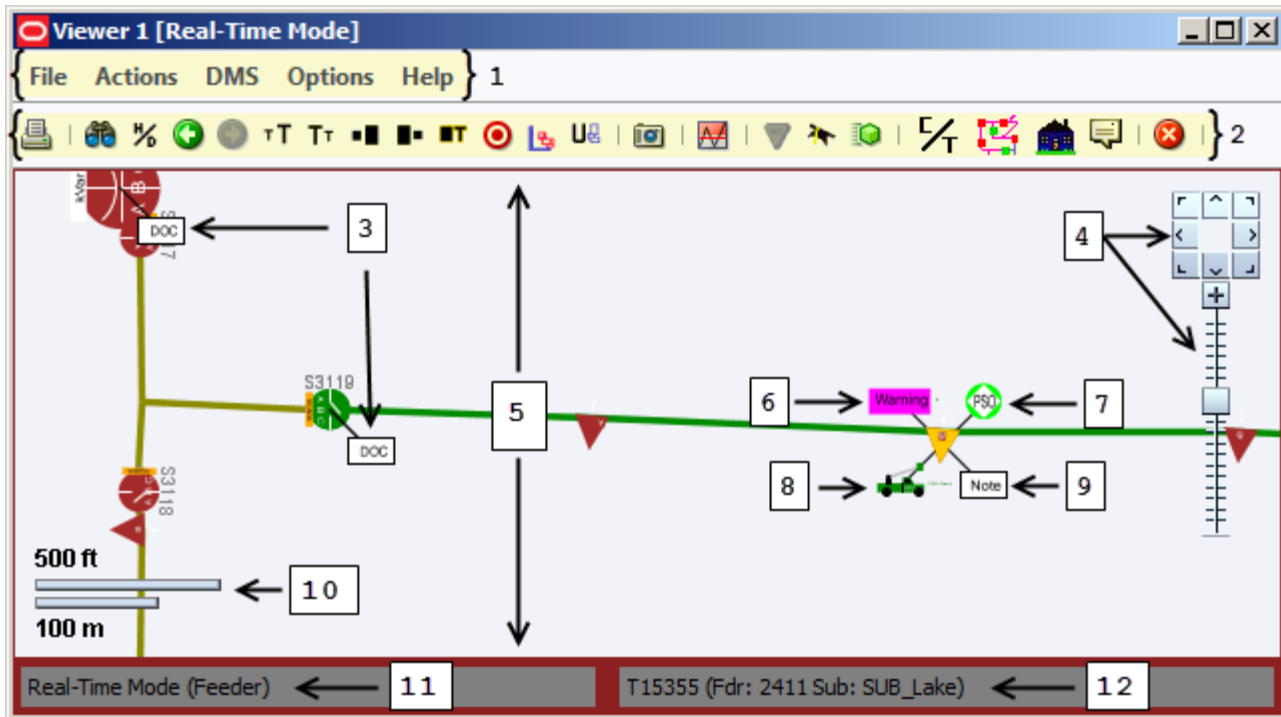 Viewer 1 [Real-Time Mode]
File Actions DMS Options Help 1
H/D TT TT T U C/T 2
kVar
A B C
DOC
3
4
S3119
A B C
DOC
5
6
Warning
PSO
7
S3118
8
Note
9
500 ft
10
100 m
Real-Time Mode (Feeder)
11
T15355 (Fdr: 2411 Sub: SUB_Lake)
12